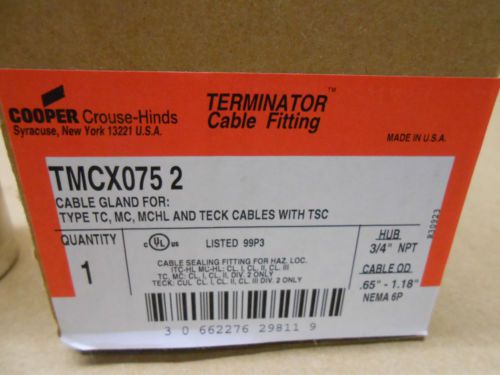 COOPER Crouse-Hinds
Syracuse, New York 13221 U.S.A.
TERMINATOR™
Cable Fitting
MADE IN U.S.A.
TMCX075 2
CABLE GLAND FOR:
TYPE TC, MC, MCHL AND TECK CABLES WITH TSC
QUANTITY
1
c UL us
LISTED 99P3
CABLE SEALING FITTING FOR HAZ. LOC.
ITC-HL MC-HL: CL I, CL II, CL III
TC, MC: CL I, CL II, DIV. 2 ONLY
TECK: CUL CL I, CL II, CL III DIV. 2 ONLY
3 0 662276 29811 9
HUB
3/4" NPT
CABLE OD
.65" - 1.18"
NEMA 6P
830923